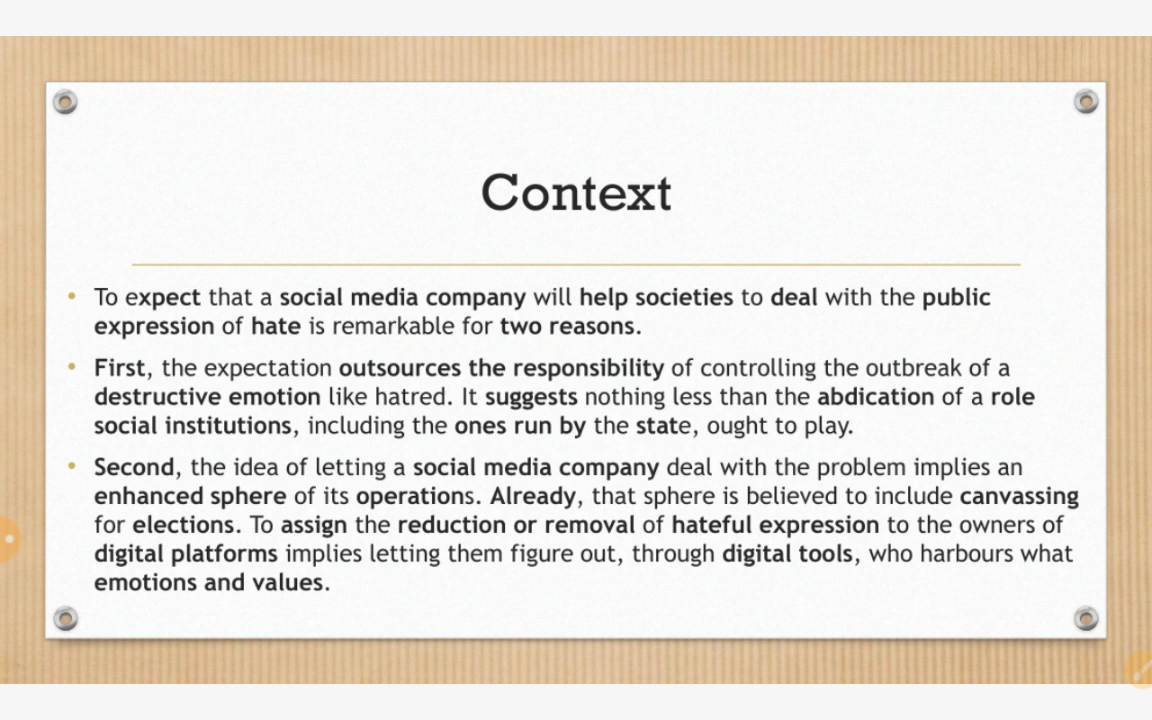 Context
• To expect that a social media company will help societies to deal with the public
expression of hate is remarkable for two reasons.
• First, the expectation outsources the responsibility of controlling the outbreak of a
destructive emotion like hatred. It suggests nothing less than the abdication of a role
social institutions, including the ones run by the state, ought to play.
• Second, the idea of letting a social media company deal with the problem implies an
enhanced sphere of its operations. Already, that sphere is believed to include canvassing
for elections. To assign the reduction or removal of hateful expression to the owners of
digital platforms implies letting them figure out, through digital tools, who harbours what
emotions and values.